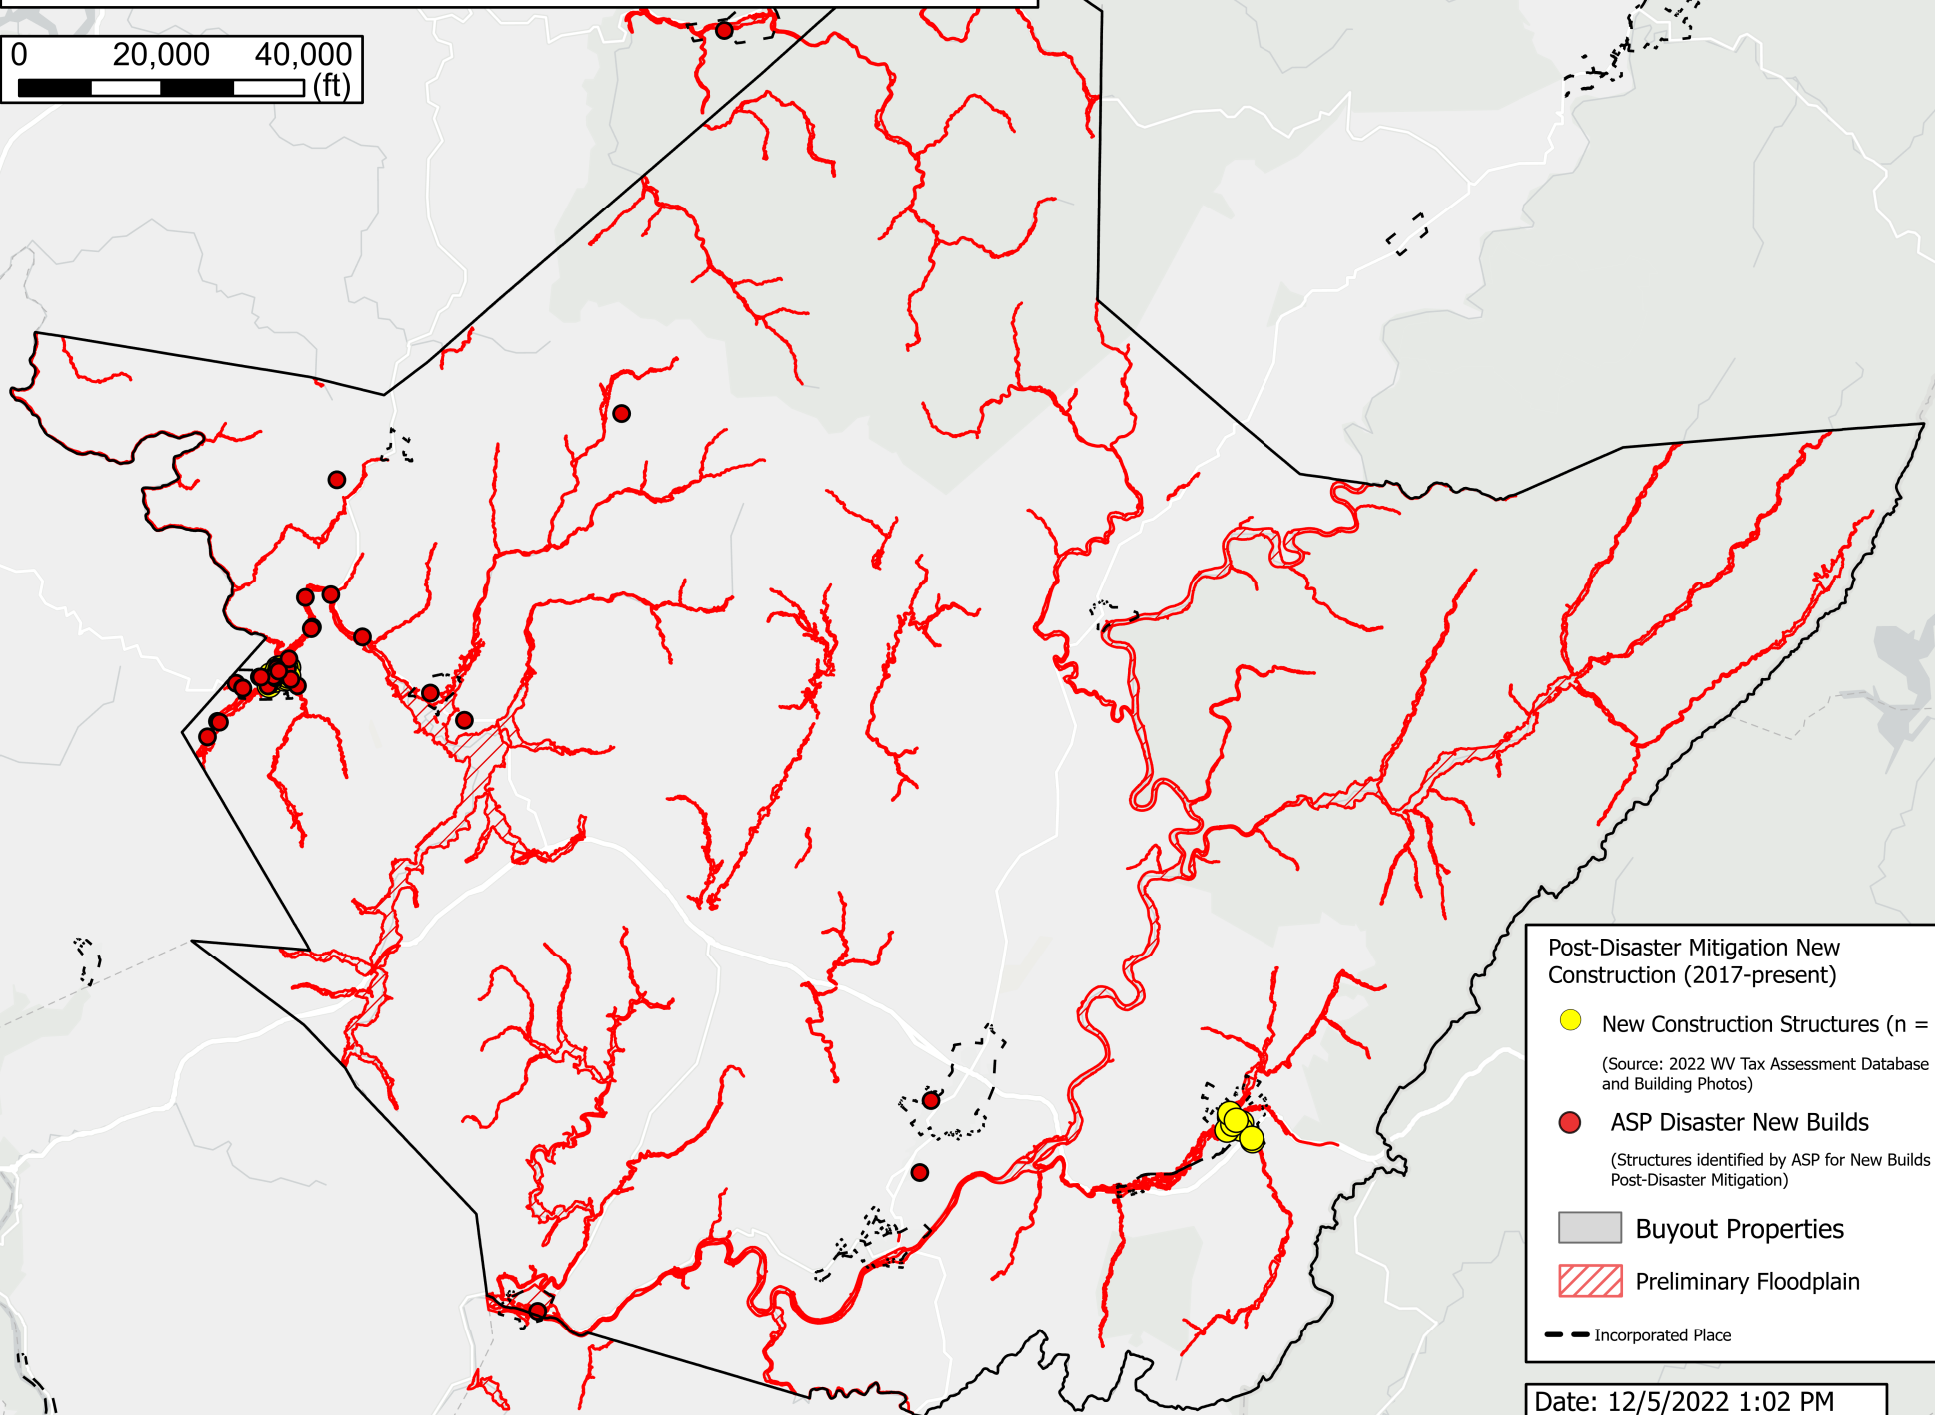 0 20,000 40,000
(ft)
Post-Disaster Mitigation New
Construction (2017-present)
New Construction Structures (n =
(Source: 2022 WV Tax Assessment Database
and Building Photos)
ASP Disaster New Builds
(Structures identified by ASP for New Builds
Post-Disaster Mitigation)
Buyout Properties
Preliminary Floodplain
Incorporated Place
Date: 12/5/2022 1:02 PM